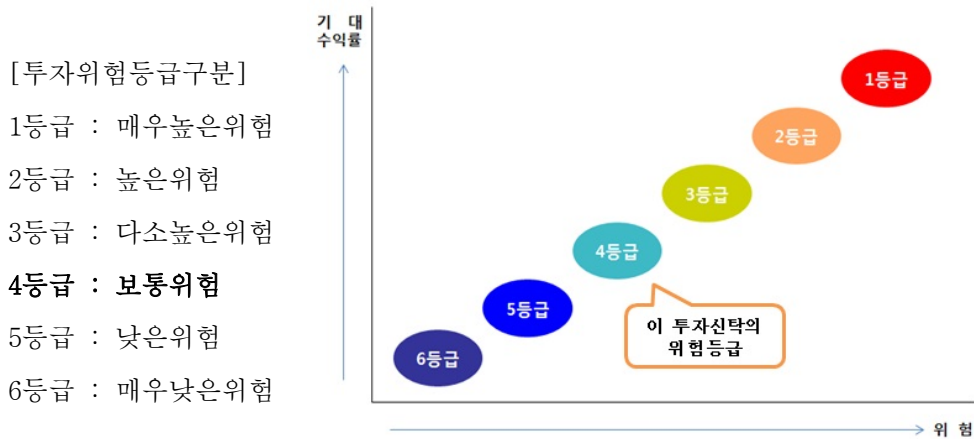 [투자위험등급구분]
1등급 : 매우높은위험
2등급 : 높은위험
3등급 : 다소높은위험
4등급 : 보통위험
5등급 : 낮은위험
6등급 : 매우낮은위험
기 대
수익률
1등급
2등급
3등급
4등급
5등급
6등급
이 투자신탁의
위험등급
위 험